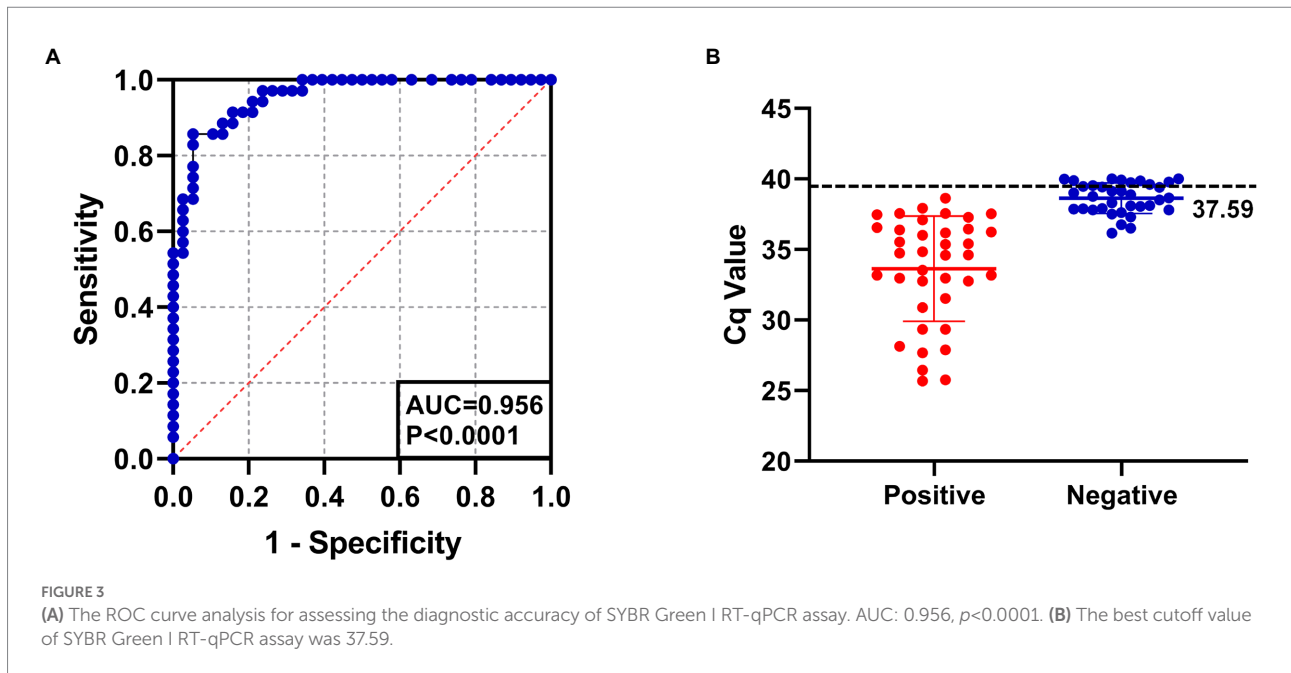 A
1.0
0.8
0.6
0.4
0.2
0.0
Sensitivity
AUC=0.956
P<0.0001
0.0 0.2 0.4 0.6 0.8 1.0
1 - Specificity
B
45
40
35
30
25
20
Cq Value
37.59
Positive Negative
FIGURE 3
(A) The ROC curve analysis for assessing the diagnostic accuracy of SYBR Green I RT-qPCR assay. AUC: 0.956, p<0.0001. (B) The best cutoff value
of SYBR Green I RT-qPCR assay was 37.59.